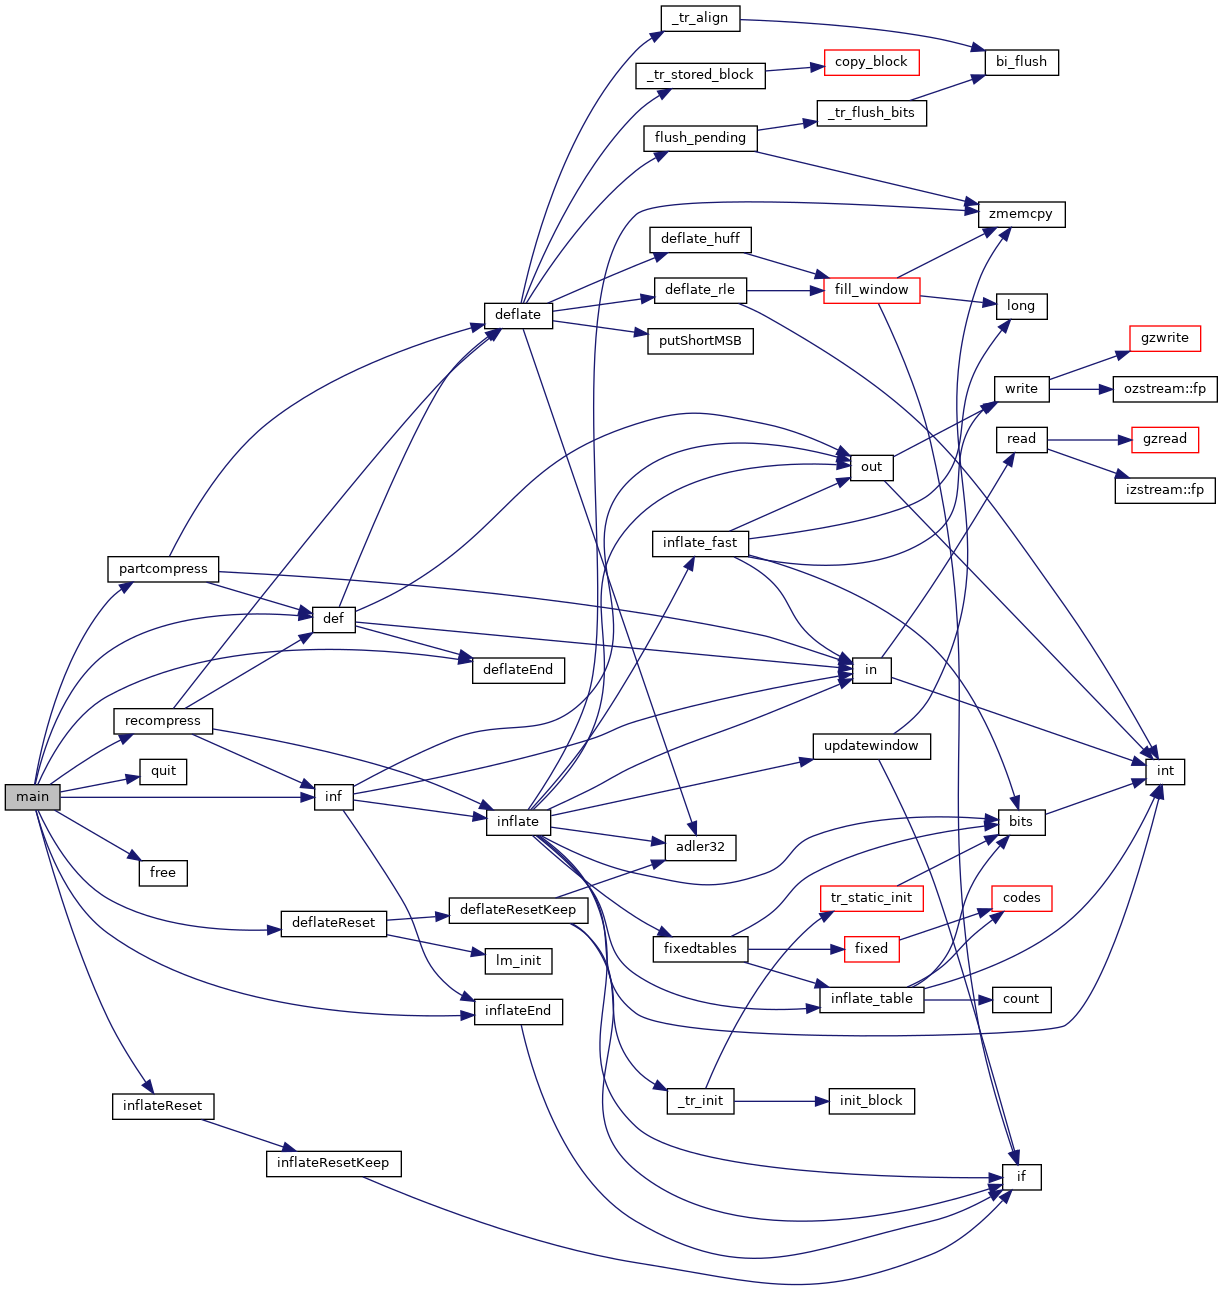 _tr_align
bi_flush
copy_block
_tr_stored_block
_tr_flush_bits
flush_pending
zmemcpy
deflate_huff
deflate_rle
fill_window
long
deflate
putShortMSB
gzwrite
write
ozstream::fp
read
gzread
out
izstream::fp
inflate_fast
partcompress
def
deflateEnd
in
recompress
updatewindow
quit
int
main
inf
inflate
bits
adler32
free
deflateReset
deflateResetKeep
tr_static_init
codes
fixedtables
fixed
lm_init
inflate_table
count
inflateEnd
_tr_init
init_block
inflateReset
inflateResetKeep
if